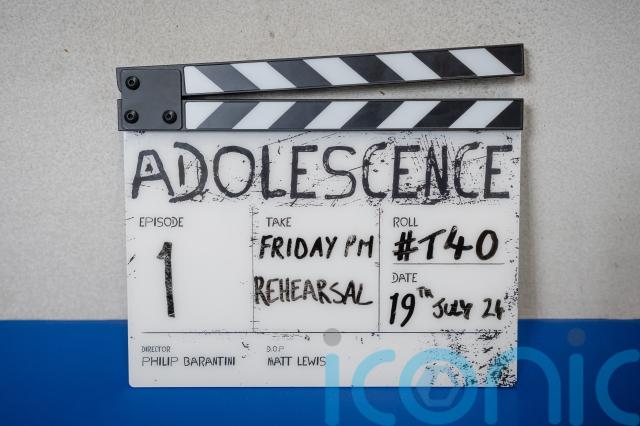 ADOLESCENCE
EPISODE
1
TAKE
FRIDAY PM
REHEARSAL
ROLL
#T40
DATE
19TH JULY 24
DIRECTOR
PHILIP BARANTINI
D.O.P
MATT LEWIS
iconic